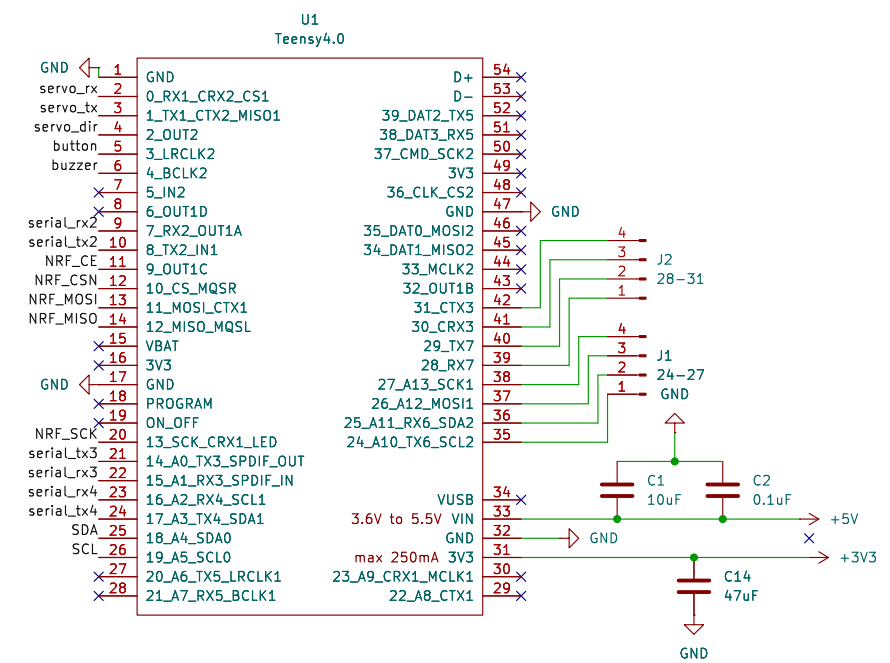 U1
Teensy4.0
GND 1 GND
servo_rx 2 0_RX1_CRX2_CS1
servo_tx 3 1_TX1_CTX2_MISO1
servo_dir 4 2_OUT2
button 5 3_LRCLK2
buzzer 6 4_BCLK2
7 5_IN2
8 6_OUT1D
serial_rx2 9 7_RX2_OUT1A
serial_tx2 10 8_TX2_IN1
NRF_CE 11 9_OUT1C
NRF_CSN 12 10_CS_MQSR
NRF_MOSI 13 11_MOSI_CTX1
NRF_MISO 14 12_MISO_MQSL
15 VBAT
16 3V3
GND 17 GND
18 PROGRAM
19 ON_OFF
NRF_SCK 20 13_SCK_CRX1_LED
serial_tx3 21 14_A0_TX3_SPDIF_OUT
serial_rx3 22 15_A1_RX3_SPDIF_IN
serial_rx4 23 16_A2_RX4_SCL1
serial_tx4 24 17_A3_TX4_SDA1
SDA 25 18_A4_SDA0
SCL 26 19_A5_SCL0
27 20_A6_TX5_LRCLK1
28 21_A7_RX5_BCLK1
D+ 54
D- 53
39_DAT2_TX5 52
38_DAT3_RX5 51
37_CMD_SCK2 50
3V3 49
36_CLK_CS2 48
GND 47 GND
35_DAT0_MOSI2 46
34_DAT1_MISO2 45
33_MCLK2 44
32_OUT1B 43
31_CTX3 42
30_CRX3 41
29_TX7 40
28_RX7 39
27_A13_SCK1 38
26_A12_MOSI1 37
25_A11_RX6_SDA2 36
24_A10_TX6_SCL2 35
VUSB 34
3.6V to 5.5V VIN 33
GND 32 GND
max 250mA 3V3 31
23_A9_CRX1_MCLK1 30
22_A8_CTX1 29
4
3 J2
2 28-31
1
4
3 J1
2 24-27
1 GND
C1
10uF
C2
0.1uF
+5V
+3V3
C14
47uF
GND